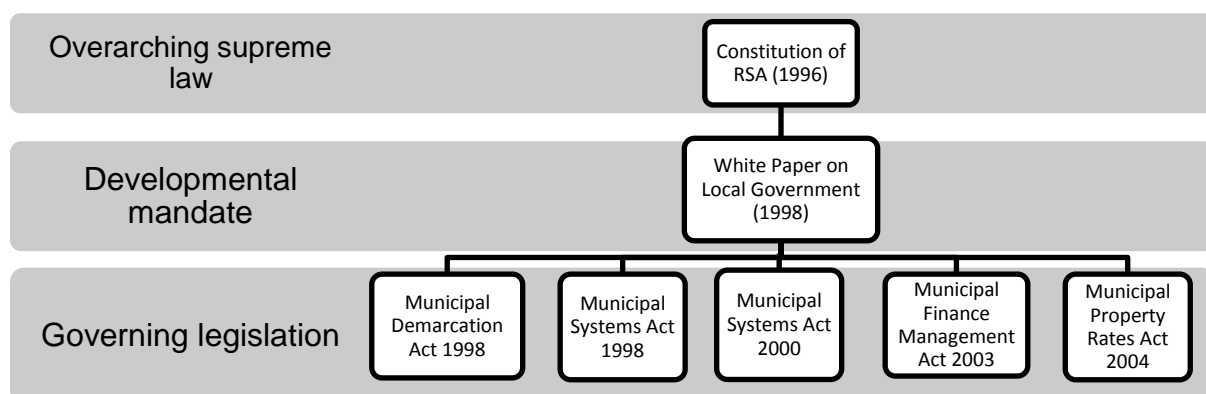 Overarching supreme
law
Constitution of
RSA (1996)
Developmental
mandate
White Paper on
Local Government
(1998)
Governing legislation
Municipal
Demarcation
Act 1998
Municipal
Systems Act
1998
Municipal
Systems Act
2000
Municipal
Finance
Management
Act 2003
Municipal
Property
Rates Act
2004